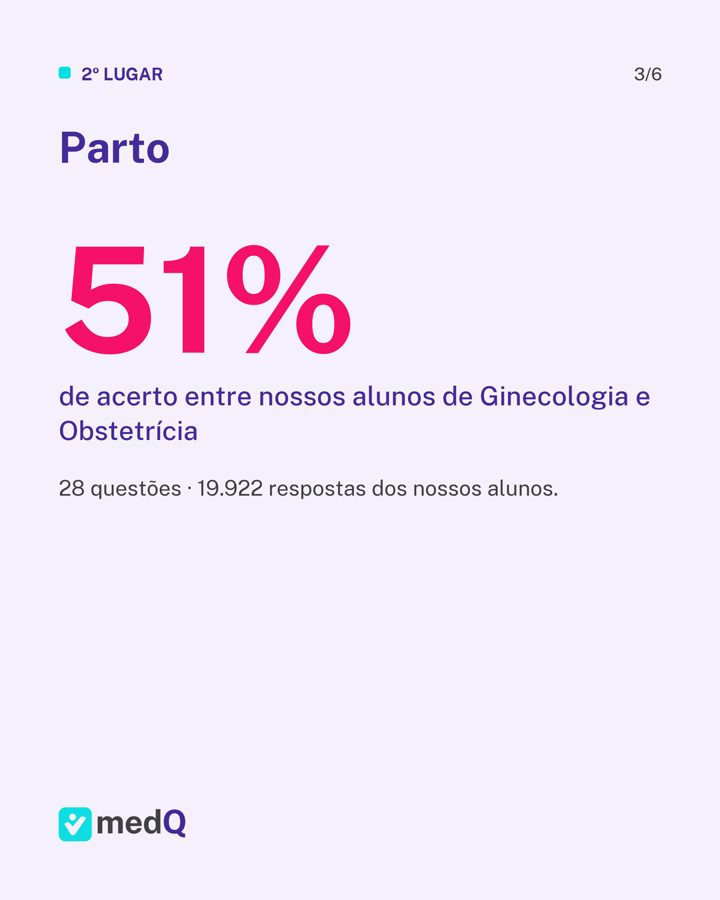 2º LUGAR
3/6
Parto
51%
de acerto entre nossos alunos de Ginecologia e
Obstetrícia
28 questões · 19.922 respostas dos nossos alunos.
medQ